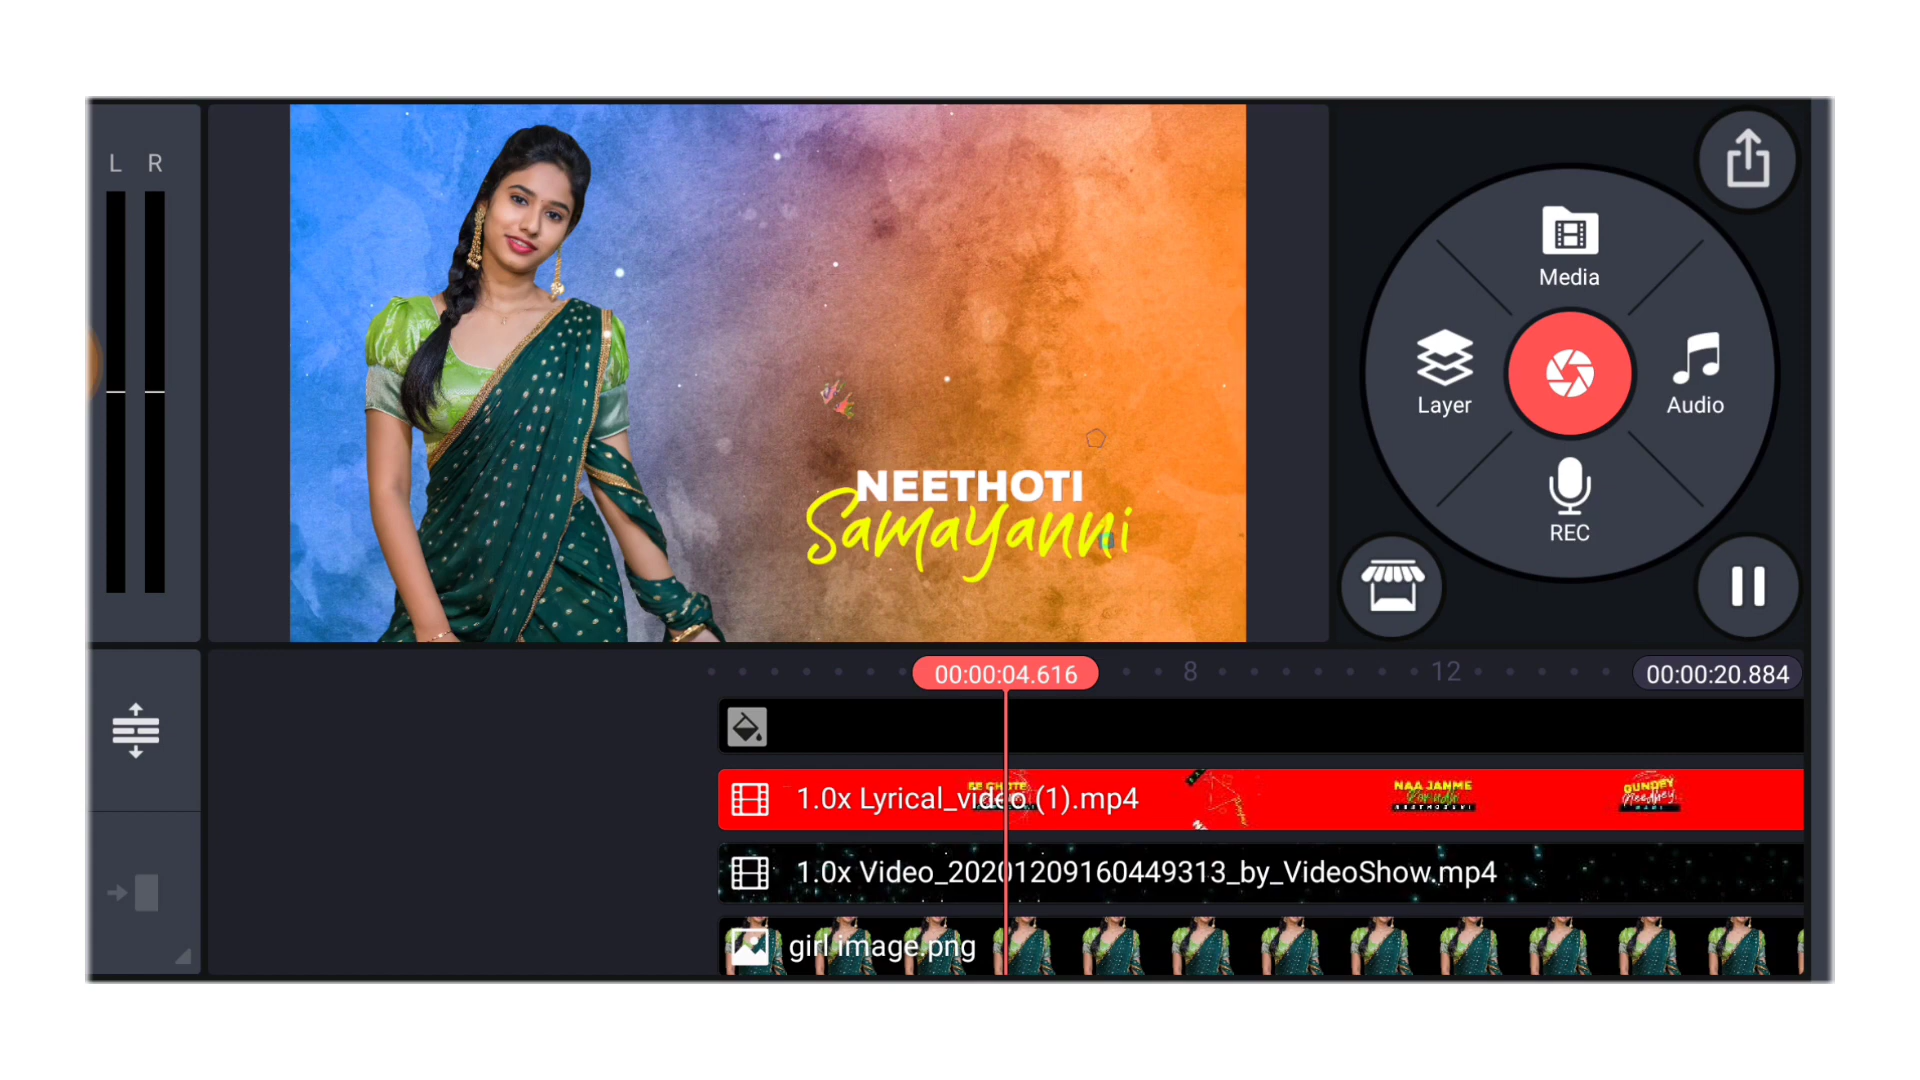 L R
NEETHOTI
Samayanni
Media
Layer
Audio
REC
00:00:04.616
8
12
00:00:20.884
1.0x Lyrical_video (1).mp4
NAA JANME
1.0x Video_20201209160449313_by_VideoShow.mp4
girl image.png